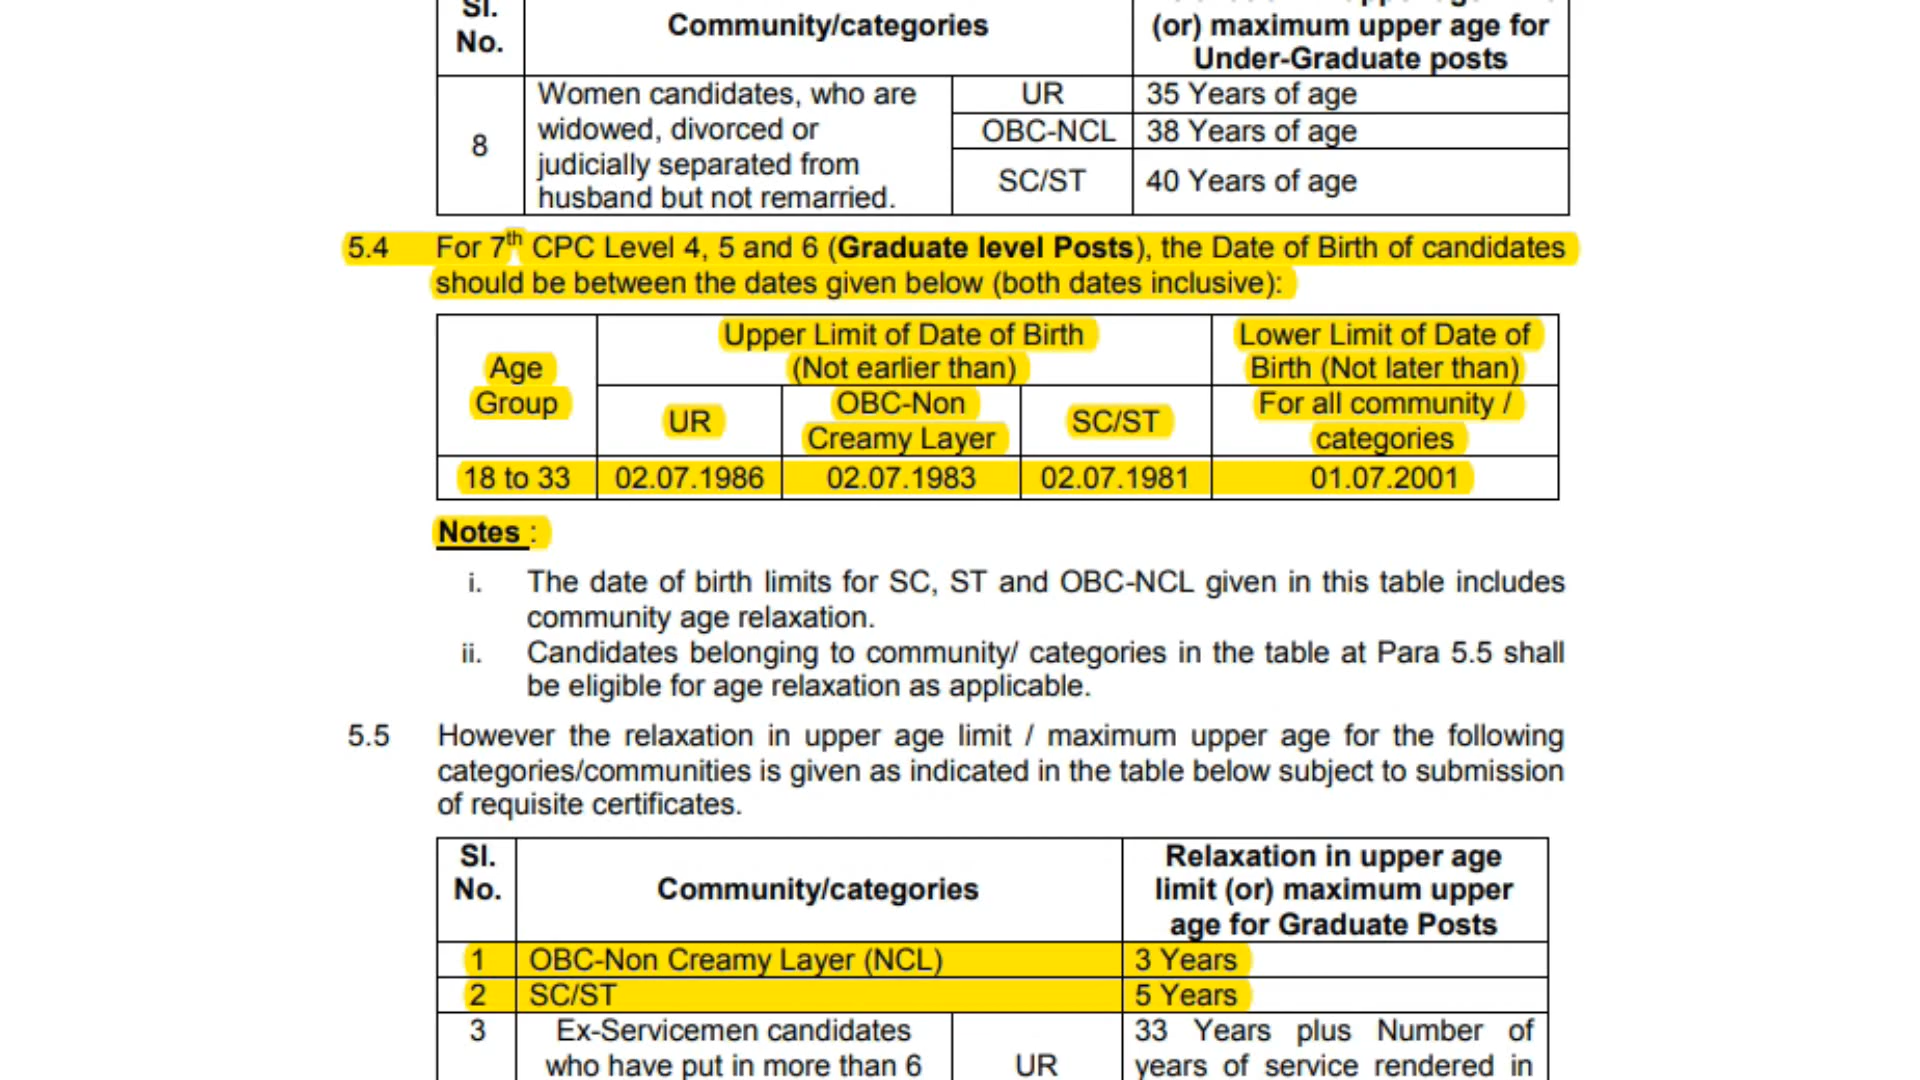 Sl.
No.
Community/categories
(or) maximum upper age for
Under-Graduate posts
8
Women candidates, who are
widowed, divorced or
judicially separated from
husband but not remarried.
UR
35 Years of age
OBC-NCL
38 Years of age
SC/ST
40 Years of age
5.4 For 7th CPC Level 4, 5 and 6 (Graduate level Posts), the Date of Birth of candidates
should be between the dates given below (both dates inclusive):
Age
Group
Upper Limit of Date of Birth
(Not earlier than)
Lower Limit of Date of
Birth (Not later than)
UR
OBC-Non
Creamy Layer
SC/ST
For all community /
categories
18 to 33 02.07.1986 02.07.1983 02.07.1981 01.07.2001
Notes :
i. The date of birth limits for SC, ST and OBC-NCL given in this table includes
community age relaxation.
ii. Candidates belonging to community/ categories in the table at Para 5.5 shall
be eligible for age relaxation as applicable.
5.5 However the relaxation in upper age limit / maximum upper age for the following
categories/communities is given as indicated in the table below subject to submission
of requisite certificates.
Sl.
No.
Community/categories
Relaxation in upper age
limit (or) maximum upper
age for Graduate Posts
1 OBC-Non Creamy Layer (NCL) 3 Years
2 SC/ST 5 Years
3
Ex-Servicemen candidates
who have put in more than 6
UR
33 Years plus Number of
years of service rendered in